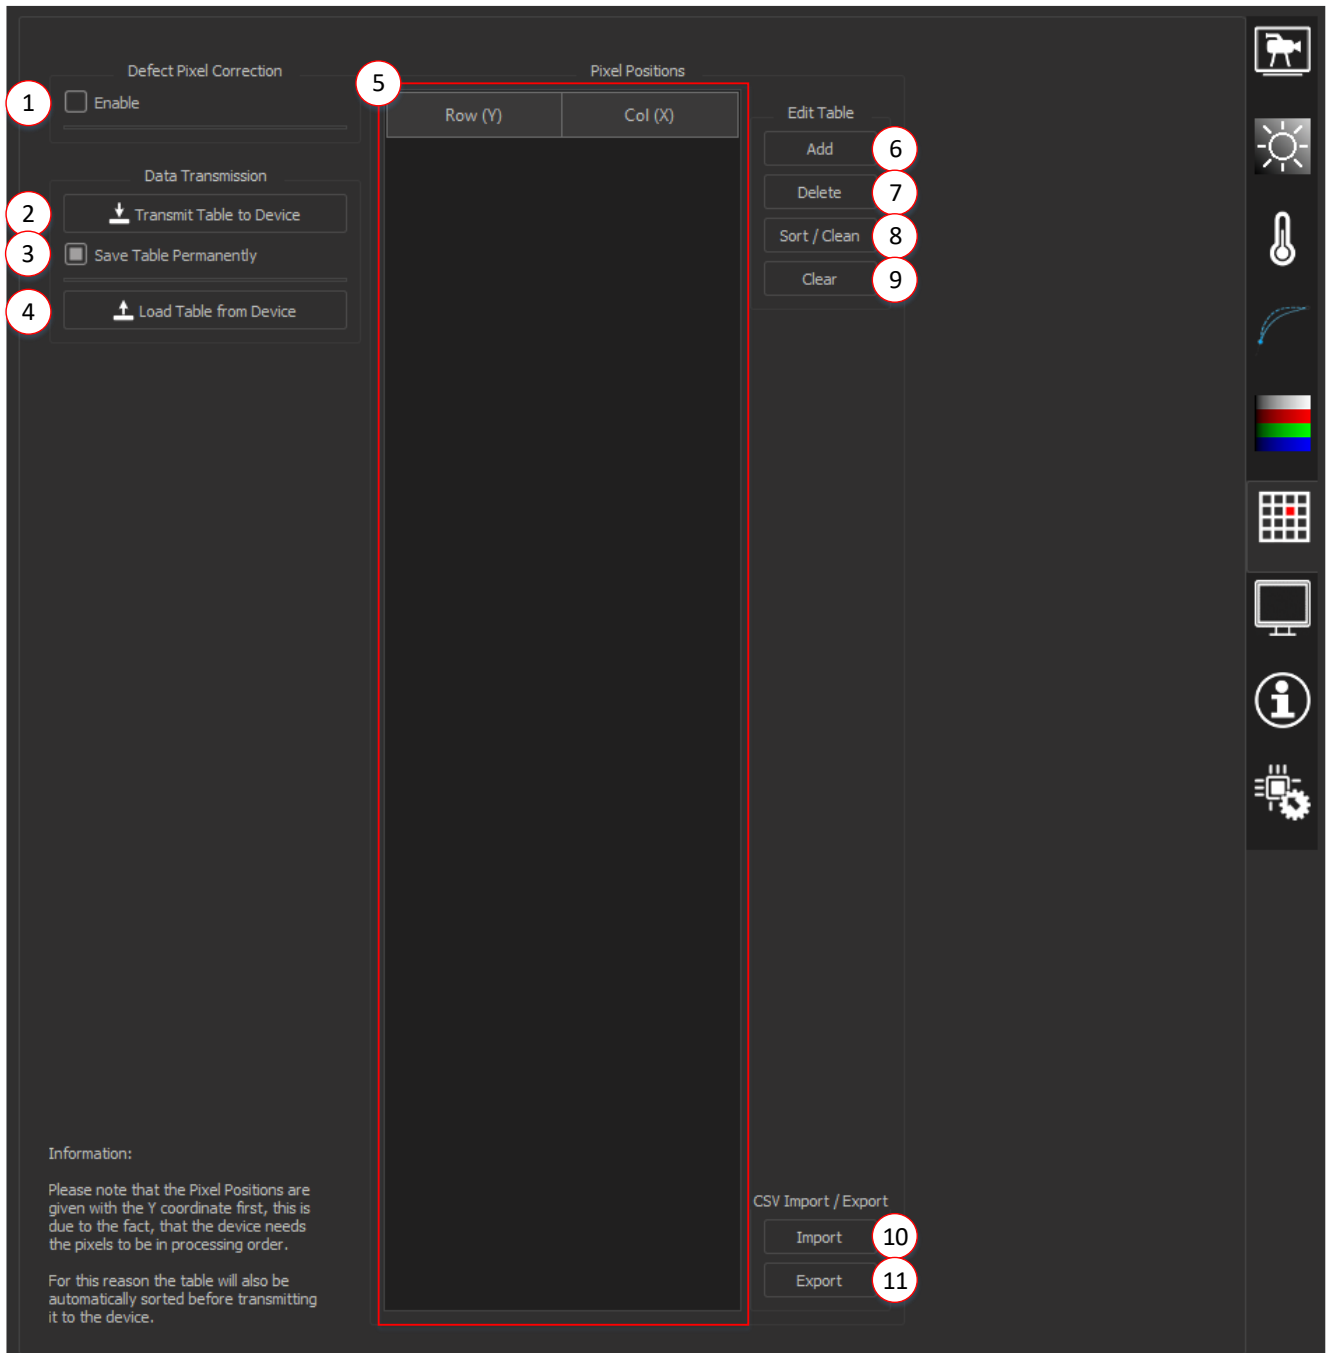 Defect Pixel Correction
1
Enable
Data Transmission
2
Transmit Table to Device
3
Save Table Permanently
4
Load Table from Device
Pixel Positions
5
Row (Y)
Col (X)
Edit Table
Add
6
Delete
7
Sort / Clean
8
Clear
9
Information:
Please note that the Pixel Positions are
given with the Y coordinate first, this is
due to the fact, that the device needs
the pixels to be in processing order.
For this reason the table will also be
automatically sorted before transmitting
it to the device.
CSV Import / Export
Import
10
Export
11